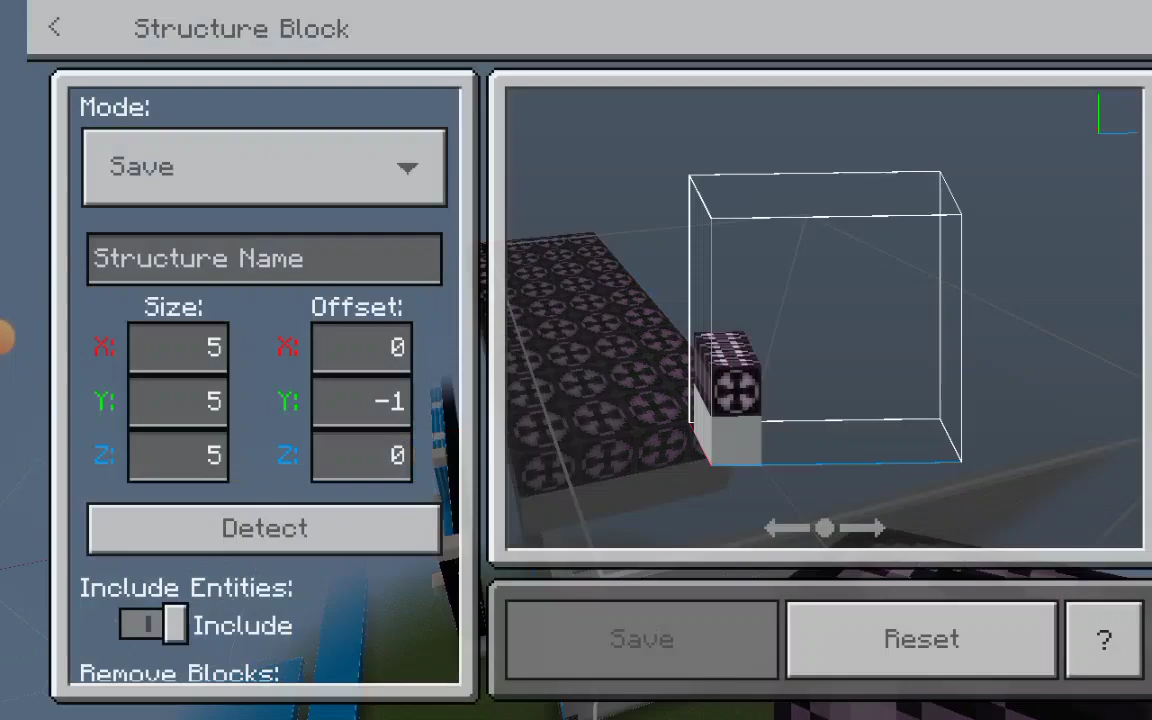 Structure Block
Mode:
Save
Structure Name
Size: Offset:
X: 5 X: 0
Y: 5 Y: -1
Z: 5 Z: 0
Detect
Include Entities:
Include
Remove Blocks:
Save Reset ?